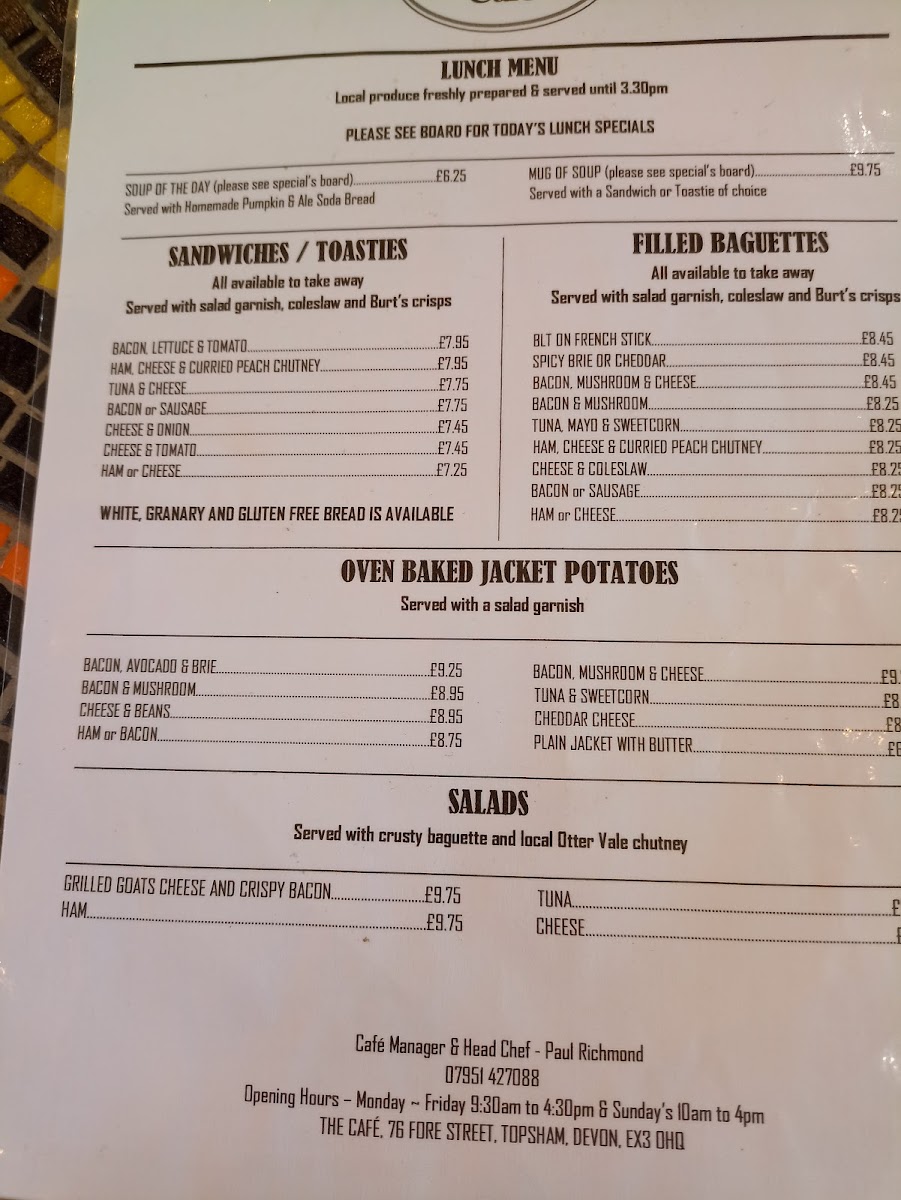 LUNCH MENU
Local produce freshly prepared & served until 3.30pm
PLEASE SEE BOARD FOR TODAY'S LUNCH SPECIALS
SOUP OF THE DAY (please see special's board)........................£6.25
Served with Homemade Pumpkin & Ale Soda Bread
MUG OF SOUP (please see special's board)........................£9.75
Served with a Sandwich or Toastie of choice
SANDWICHES / TOASTIES
All available to take away
Served with salad garnish, coleslaw and Burt's crisps
BACON, LETTUCE & TOMATO........................£7.95
HAM, CHEESE & CURRIED PEACH CHUTNEY........................£7.95
TUNA & CHEESE........................£7.75
BACON or SAUSAGE........................£7.75
CHEESE & ONION........................£7.45
CHEESE & TOMATO........................£7.45
HAM or CHEESE........................£7.25
WHITE, GRANARY AND GLUTEN FREE BREAD IS AVAILABLE
FILLED BAGUETTES
All available to take away
Served with salad garnish, coleslaw and Burt's crisps
BLT ON FRENCH STICK........................£8.45
SPICY BRIE OR CHEDDAR........................£8.45
BACON, MUSHROOM & CHEESE........................£8.45
BACON & MUSHROOM........................£8.25
TUNA, MAYO & SWEETCORN........................£8.25
HAM, CHEESE & CURRIED PEACH CHUTNEY........................£8.25
CHEESE & COLESLAW........................£8.25
BACON or SAUSAGE........................£8.25
HAM or CHEESE........................£8.25
OVEN BAKED JACKET POTATOES
Served with a salad garnish
BACON, AVOCADO & BRIE........................£9.25
BACON & MUSHROOM........................£8.95
CHEESE & BEANS........................£8.95
HAM or BACON........................£8.75
BACON, MUSHROOM & CHEESE........................£9.
TUNA & SWEETCORN........................£8
CHEDDAR CHEESE........................£8
PLAIN JACKET WITH BUTTER........................£
SALADS
Served with crusty baguette and local Otter Vale chutney
GRILLED GOATS CHEESE AND CRISPY BACON........................£9.75
HAM........................£9.75
TUNA........................£
CHEESE........................£
Café Manager & Head Chef - Paul Richmond
07951 427088
Opening Hours – Monday ~ Friday 9:30am to 4:30pm & Sunday's 10am to 4pm
THE CAFÉ, 76 FORE STREET, TOPSHAM, DEVON, EX3 0HQ